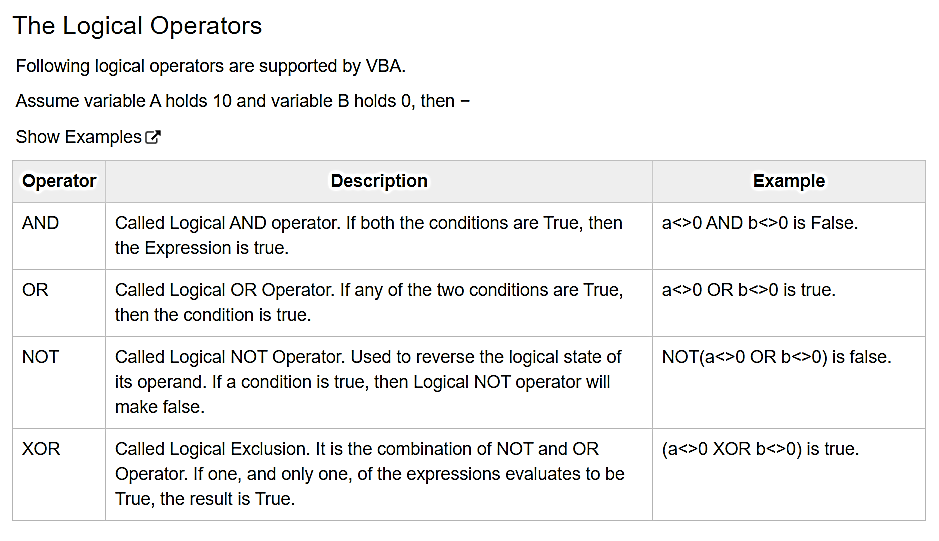 The Logical Operators
Following logical operators are supported by VBA.
Assume variable A holds 10 and variable B holds 0, then −
Show Examples
Operator Description Example
AND Called Logical AND operator. If both the conditions are True, then a<>0 AND b<>0 is False.
the Expression is true.
OR Called Logical OR Operator. If any of the two conditions are True, a<>0 OR b<>0 is true.
then the condition is true.
NOT Called Logical NOT Operator. Used to reverse the logical state of NOT(a<>0 OR b<>0) is false.
its operand. If a condition is true, then Logical NOT operator will
make false.
XOR Called Logical Exclusion. It is the combination of NOT and OR (a<>0 XOR b<>0) is true.
Operator. If one, and only one, of the expressions evaluates to be
True, the result is True.